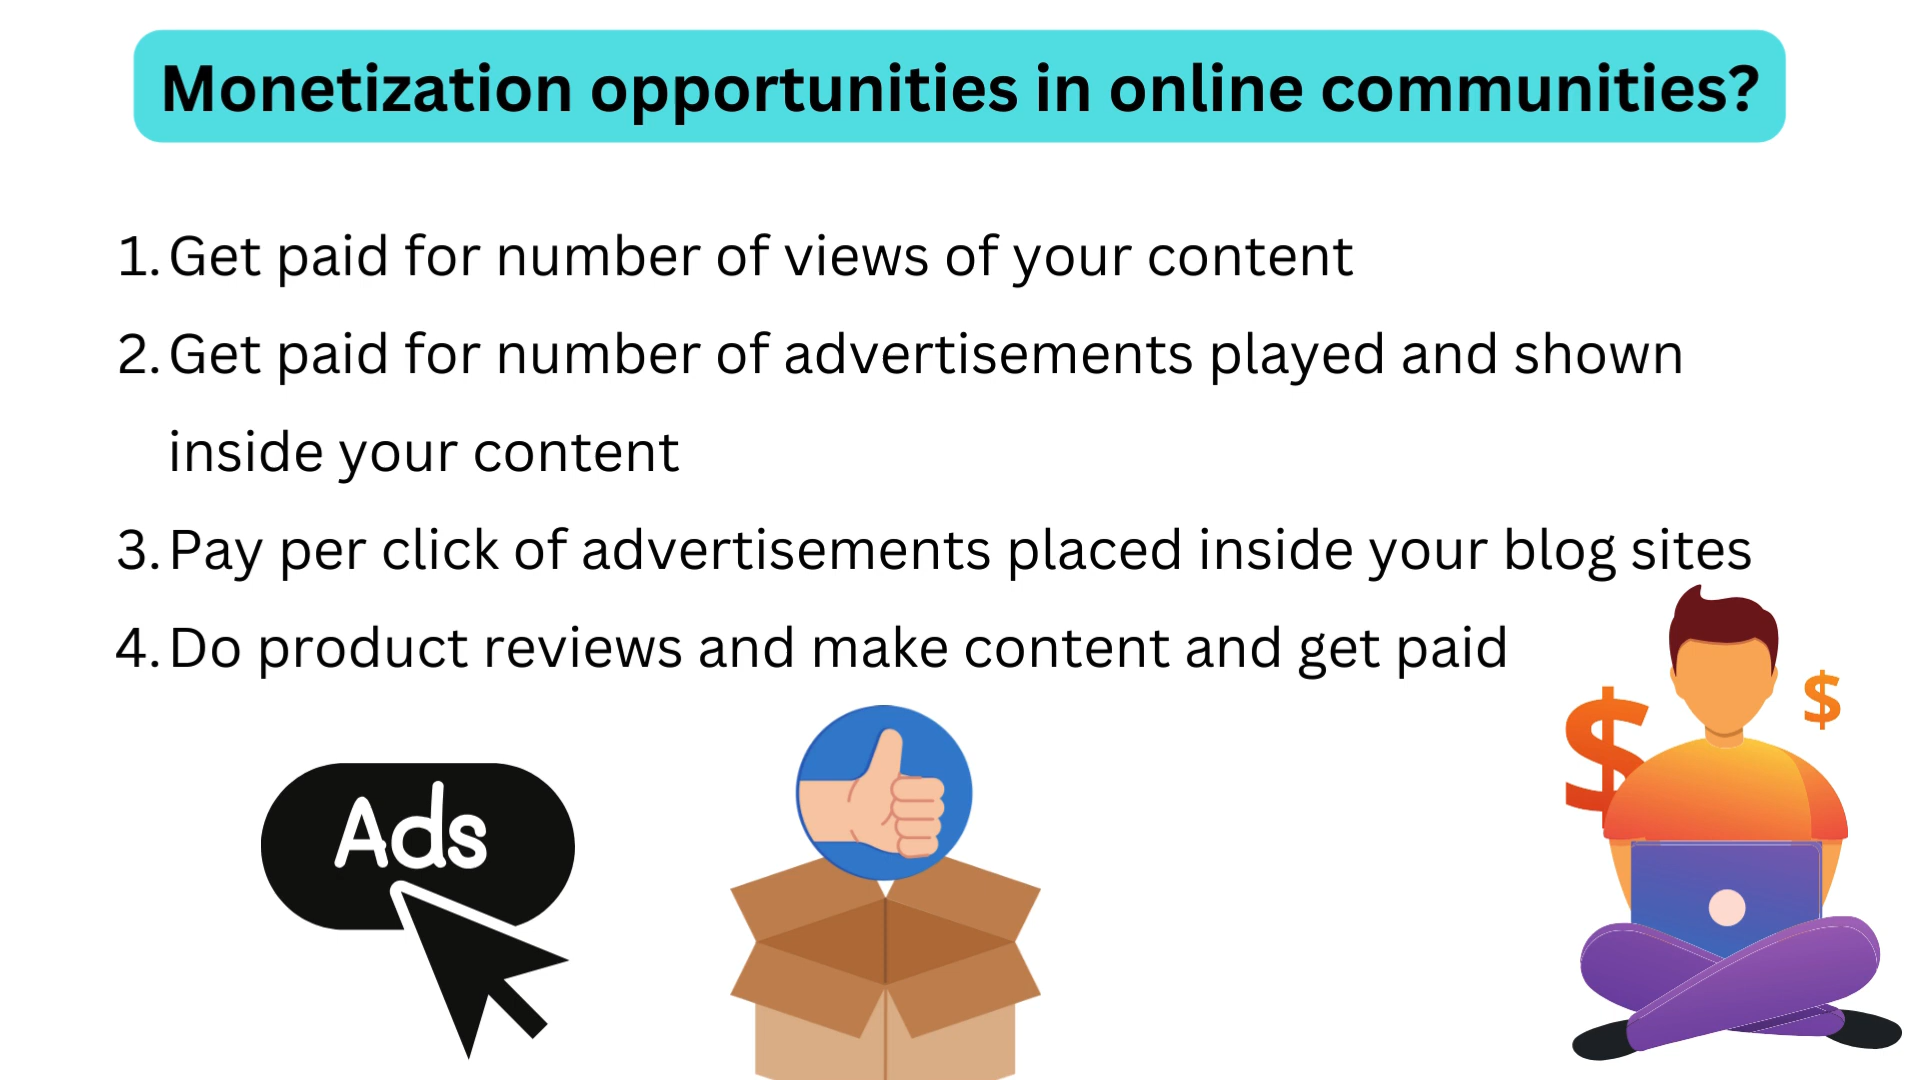 Monetization opportunities in online communities?
1. Get paid for number of views of your content
2. Get paid for number of advertisements played and shown
inside your content
3. Pay per click of advertisements placed inside your blog sites
4. Do product reviews and make content and get paid
$ $
Ads